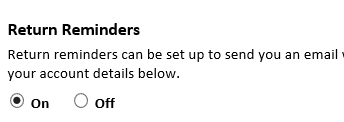 Return Reminders
Return reminders can be set up to send you an email
your account details below.
On Off